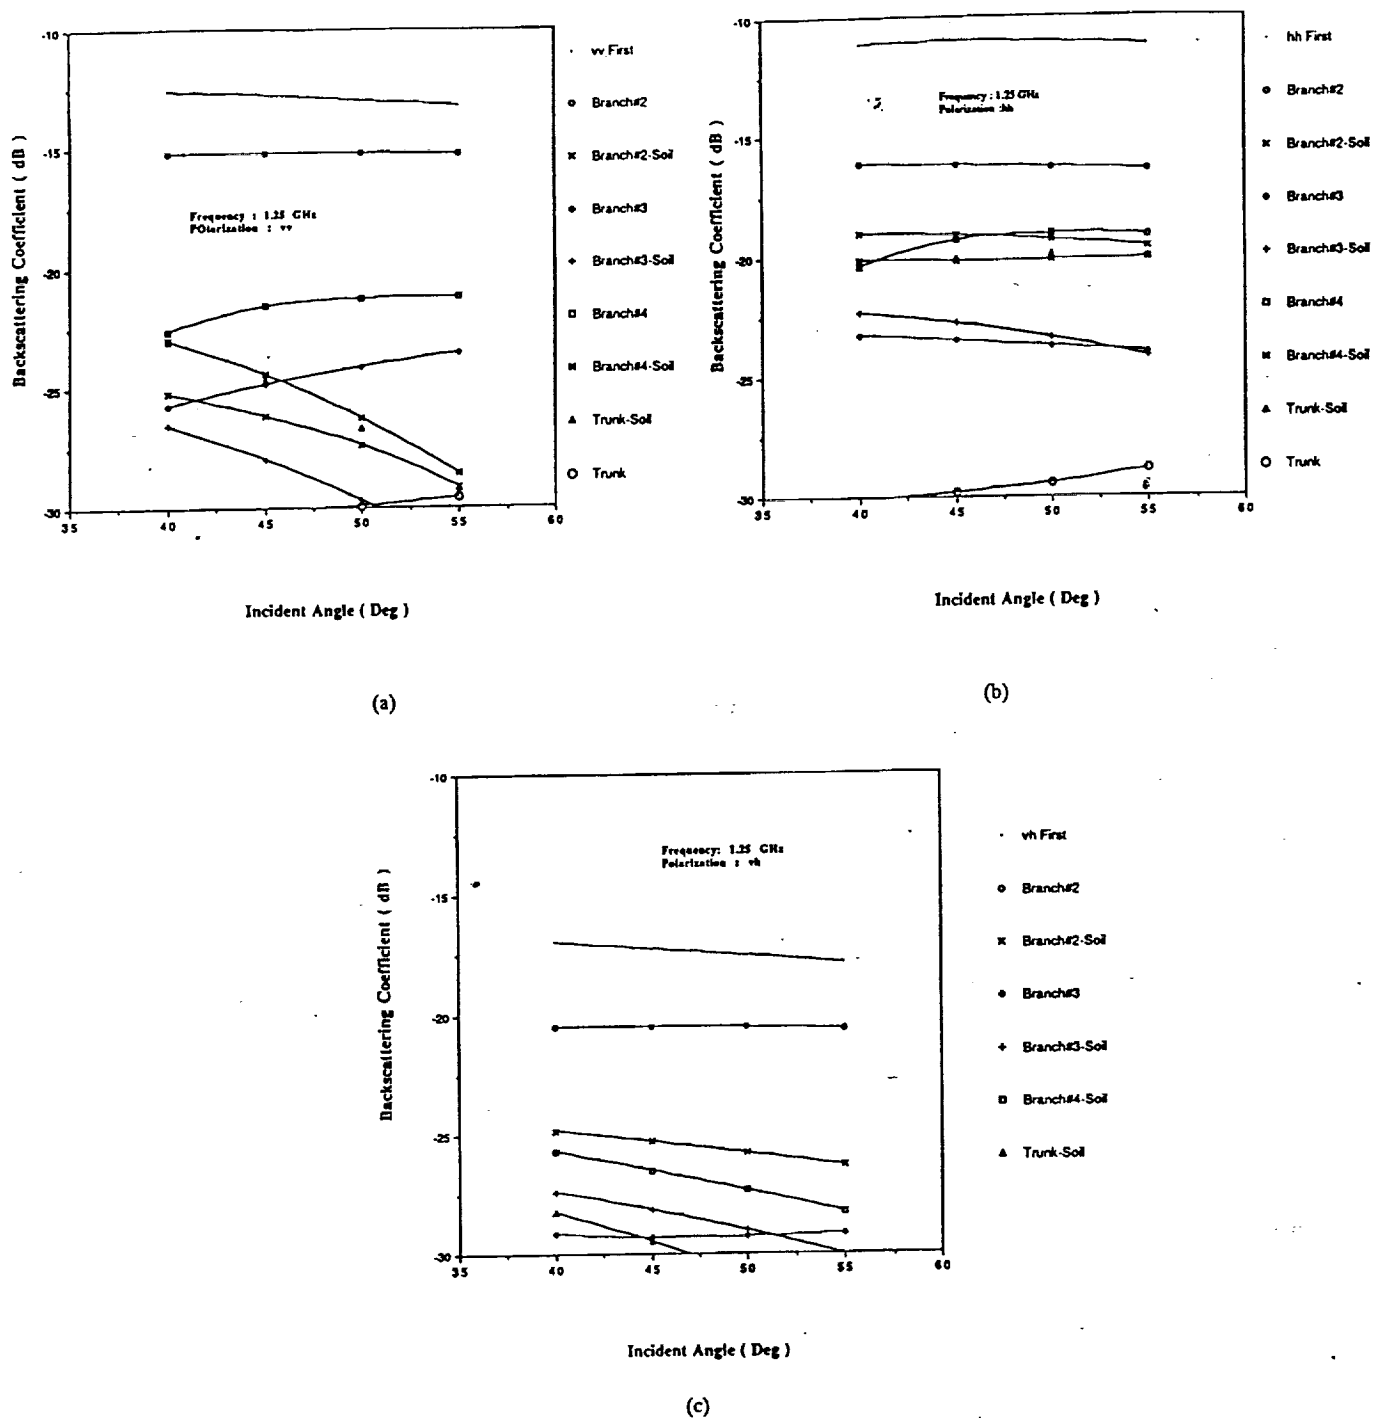 -10
-15
-20
-25
-30
35
40
45
50
55
60
Backscattering Coefficient ( dB )
Frequency : 1.25 GHz
POlarization : vv
Incident Angle ( Deg )
vv First
Branch#2
Branch#2-Soil
Branch#3
Branch#3-Soil
Branch#4
Branch#4-Soil
Trunk-Soil
Trunk
(a)
-10
-15
-20
-25
-30
35
40
45
50
55
60
Backscattering Coefficient ( dB )
Frequency : 1.25 GHz
Polarization :hh
Incident Angle ( Deg )
hh First
Branch#2
Branch#2-Soil
Branch#3
Branch#3-Soil
Branch#4
Branch#4-Soil
Trunk-Soil
Trunk
(b)
-10
-15
-20
-25
-30
35
40
45
50
55
60
Backscattering Coefficient ( dB )
Frequency: 1.25 GHz
Polarization : vh
Incident Angle ( Deg )
vh First
Branch#2
Branch#2-Soil
Branch#3
Branch#3-Soil
Branch#4-Soil
Trunk-Soil
(c)